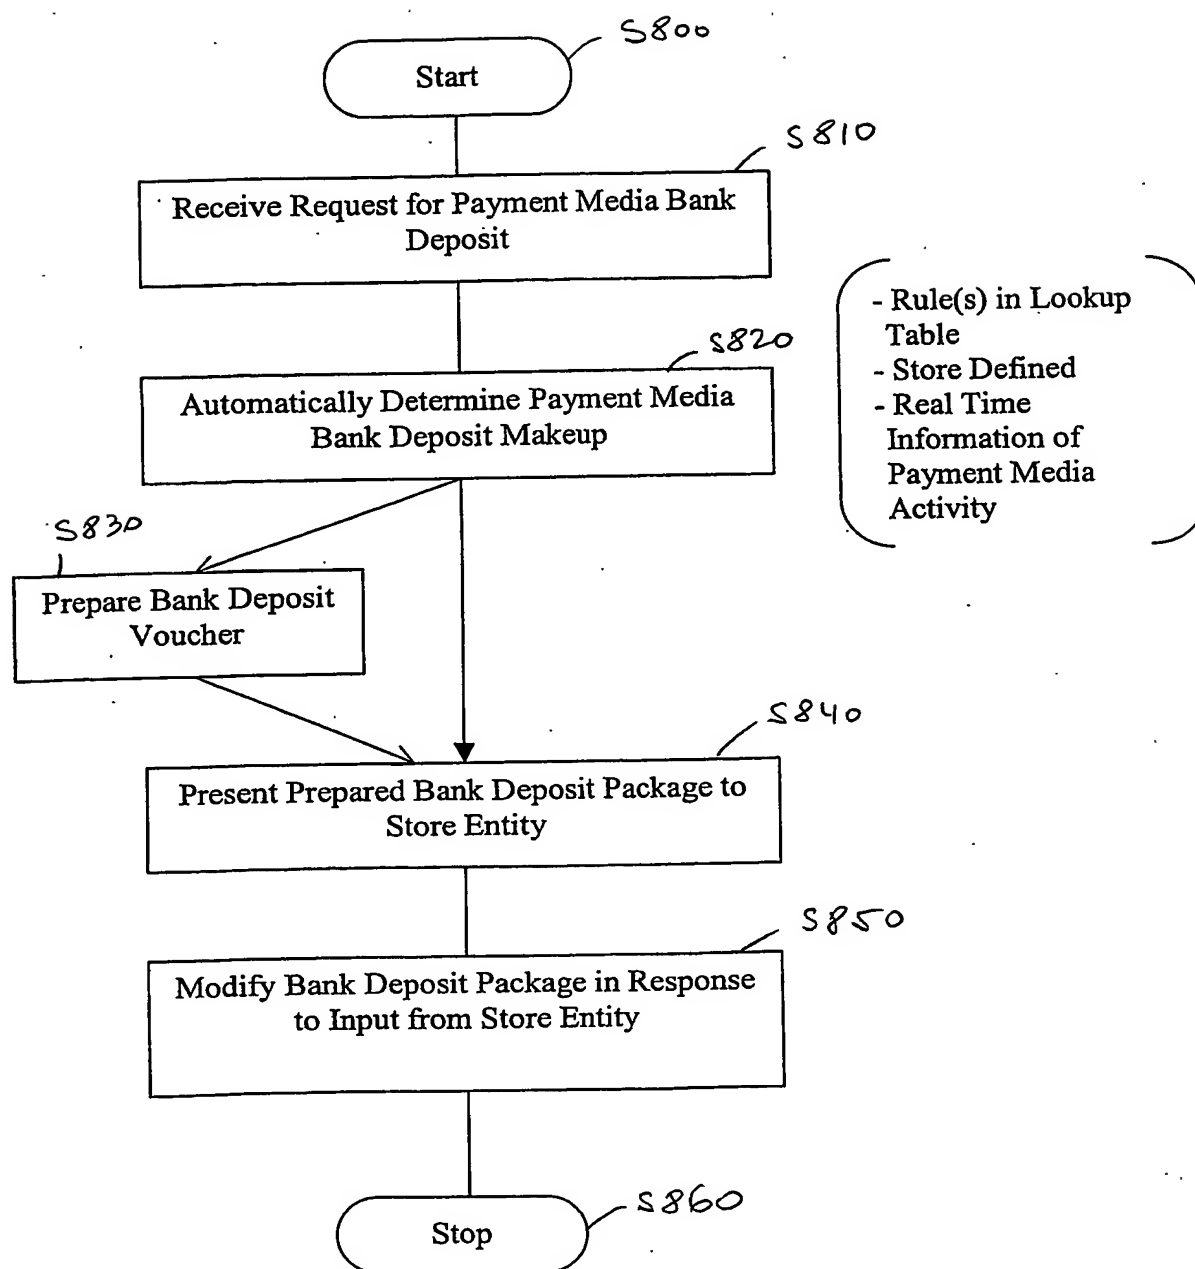 S800
Start
S810
Receive Request for Payment Media Bank
Deposit
- Rule(s) in Lookup
Table
- Store Defined
- Real Time
Information of
Payment Media
Activity
S820
Automatically Determine Payment Media
Bank Deposit Makeup
S830
Prepare Bank Deposit
Voucher
S840
Present Prepared Bank Deposit Package to
Store Entity
S850
Modify Bank Deposit Package in Response
to Input from Store Entity
S860
Stop